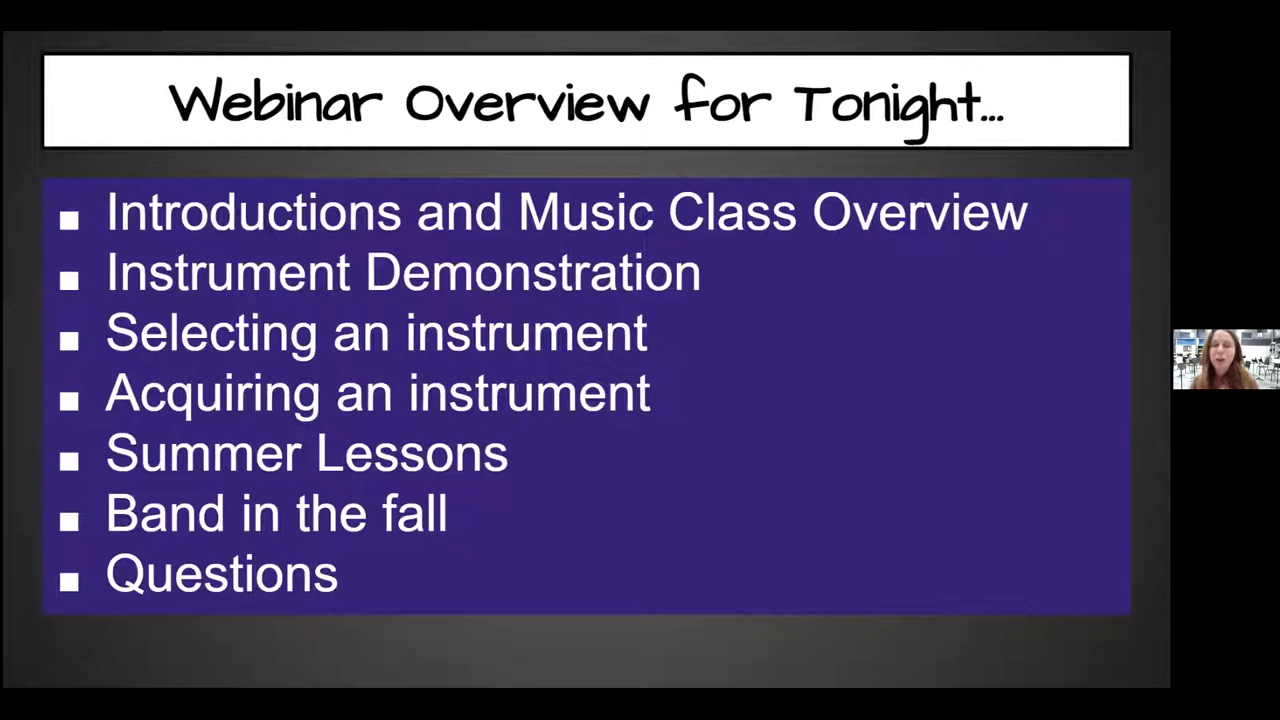 Webinar Overview for Tonight...
Introductions and Music Class Overview
Instrument Demonstration
Selecting an instrument
Acquiring an instrument
Summer Lessons
Band in the fall
Questions